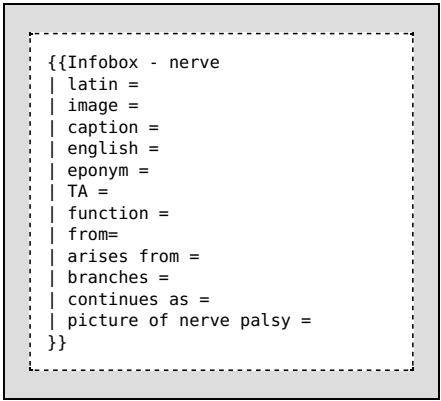 {{Infobox - nerve
| latin =
| image =
| caption =
| english =
| eponym =
| TA =
| function =
| from=
| arises from =
| branches =
| continues as =
| picture of nerve palsy =
}}